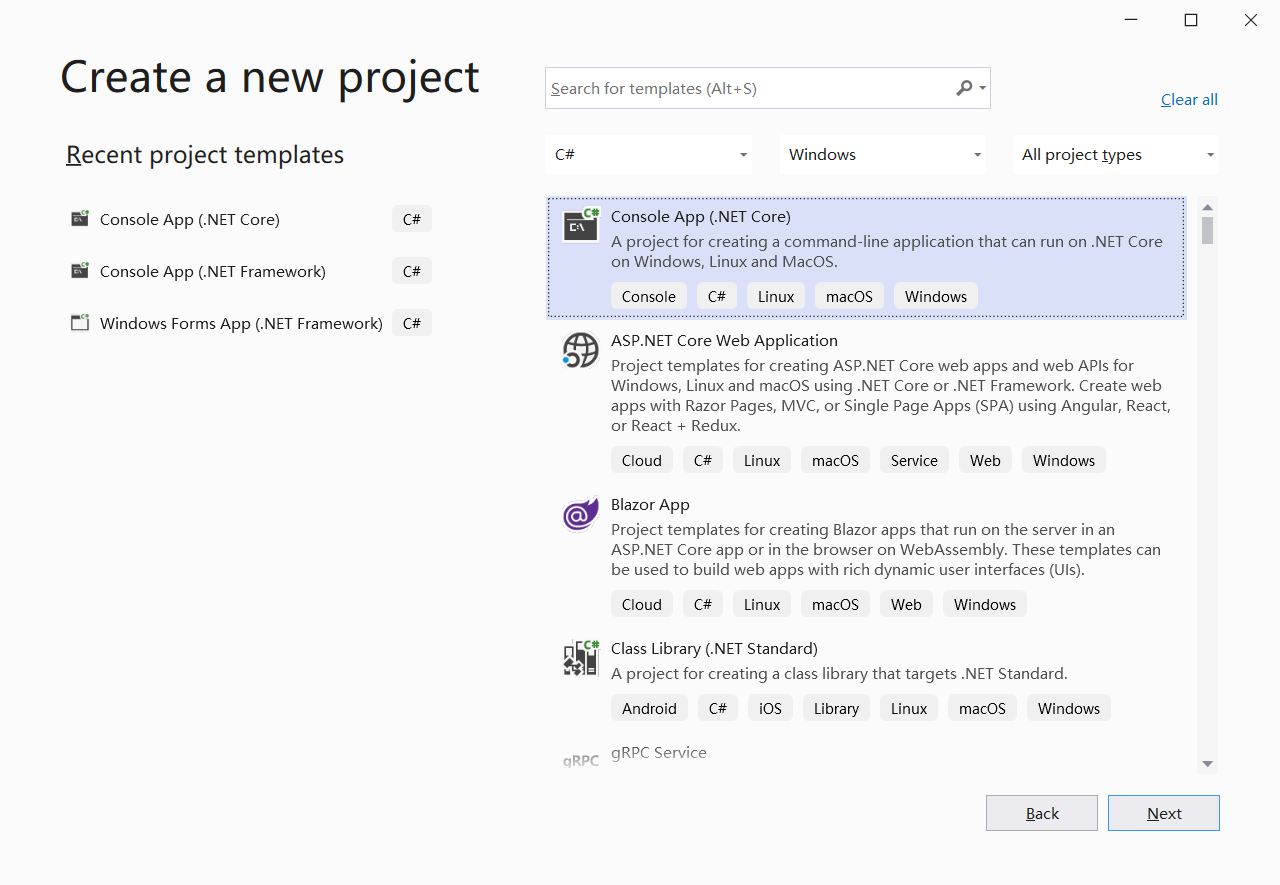 Create a new project
Search for templates (Alt+S)
Clear all
Recent project templates
C#
Windows
All project types
Console App (.NET Core)
C#
Console App (.NET Framework)
C#
Windows Forms App (.NET Framework)
C#
C#
Console App (.NET Core)
A project for creating a command-line application that can run on .NET Core
on Windows, Linux and MacOS.
Console C# Linux macOS Windows
ASP.NET Core Web Application
Project templates for creating ASP.NET Core web apps and web APIs for
Windows, Linux and macOS using .NET Core or .NET Framework. Create web
apps with Razor Pages, MVC, or Single Page Apps (SPA) using Angular, React,
or React + Redux.
Cloud C# Linux macOS Service Web Windows
Blazor App
Project templates for creating Blazor apps that run on the server in an
ASP.NET Core app or in the browser on WebAssembly. These templates can
be used to build web apps with rich dynamic user interfaces (UIs).
Cloud C# Linux macOS Web Windows
C#
Class Library (.NET Standard)
A project for creating a class library that targets .NET Standard.
Android C# iOS Library Linux macOS Windows
gRPC
gRPC Service
Back
Next